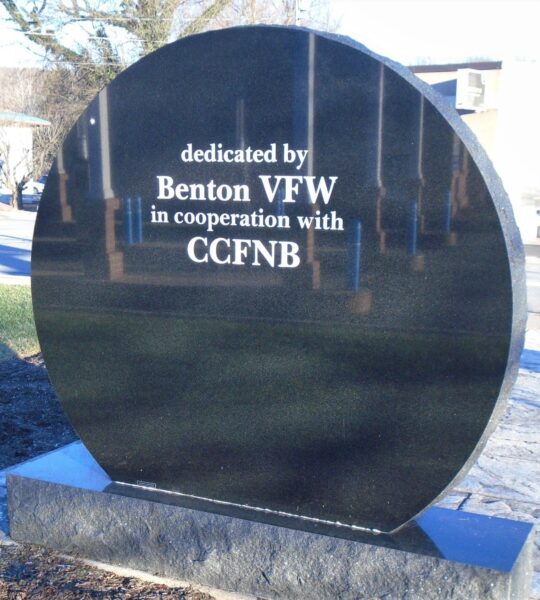 dedicated by
Benton VFW
in cooperation with
CCFNB